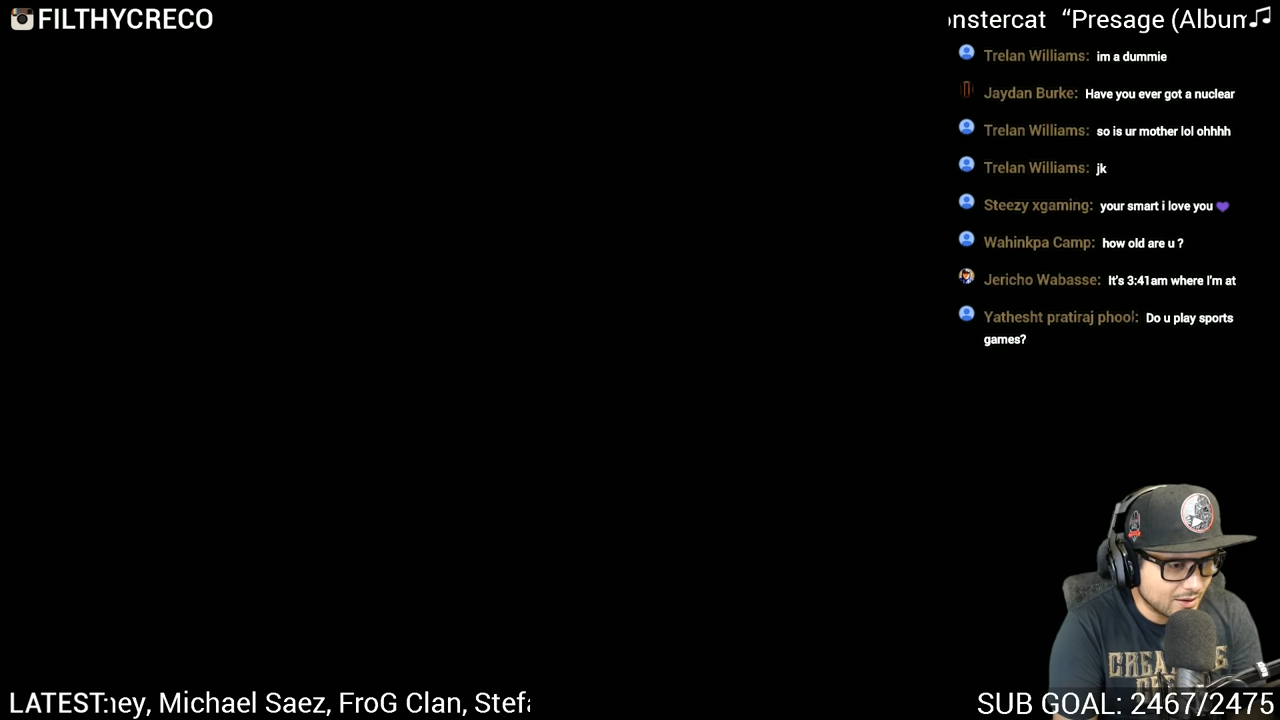 FILTHYCRECO
nstercat "Presage (Album
Trelan Williams: im a dummie
Jaydan Burke: Have you ever got a nuclear
Trelan Williams: so is ur mother lol ohhhh
Trelan Williams: jk
Steezy xgaming: your smart i love you 💜
Wahinkpa Camp: how old are u ?
Jericho Wabasse: It's 3:41am where I'm at
Yathesht pratiraj phool: Do u play sports
games?
LATEST: ey, Michael Saez, FroG Clan, Stef
SUB GOAL: 2467/2475